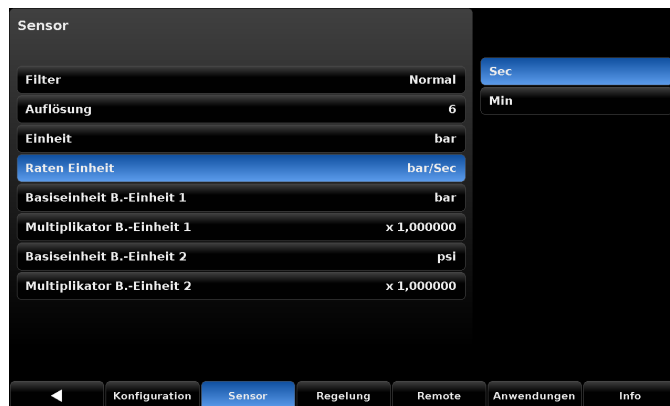 Sensor
Filter Normal
Auflösung 6
Einheit bar
Raten Einheit bar/Sec
Basiseinheit B.-Einheit 1 bar
Multiplikator B.-Einheit 1 x 1,000000
Basiseinheit B.-Einheit 2 psi
Multiplikator B.-Einheit 2 x 1,000000
Sec
Min
Konfiguration Sensor Regelung Remote Anwendungen Info